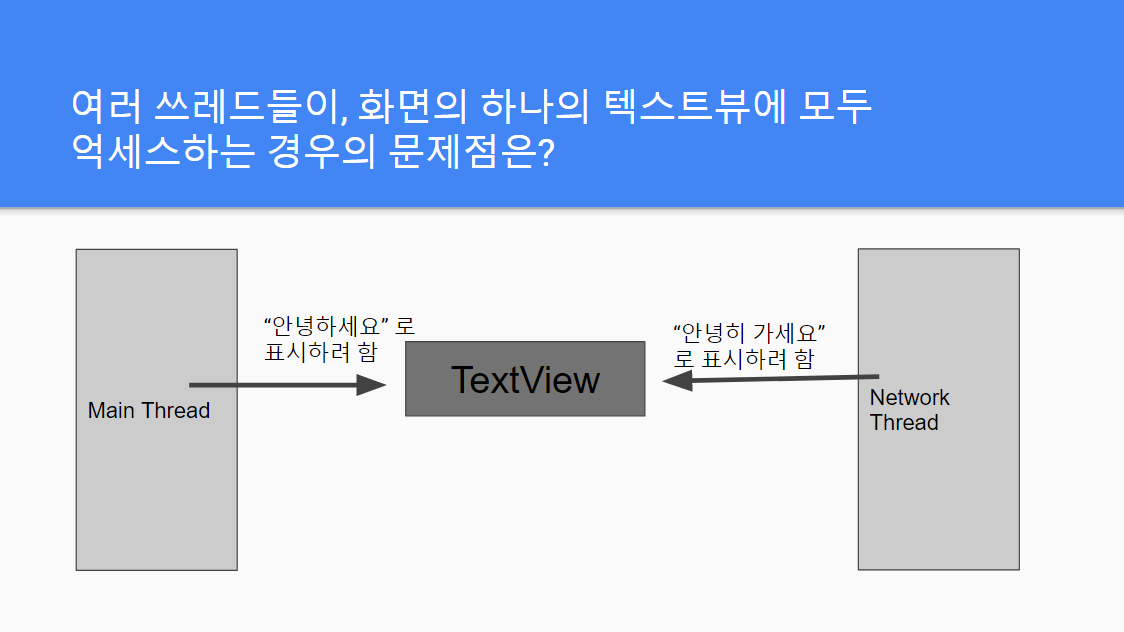 여러 쓰레드들이, 화면의 하나의 텍스트뷰에 모두
억세스하는 경우의 문제점은?
“안녕하세요” 로
표시하려 함
“안녕히 가세요”
로 표시하려 함
TextView
Main Thread
Network
Thread